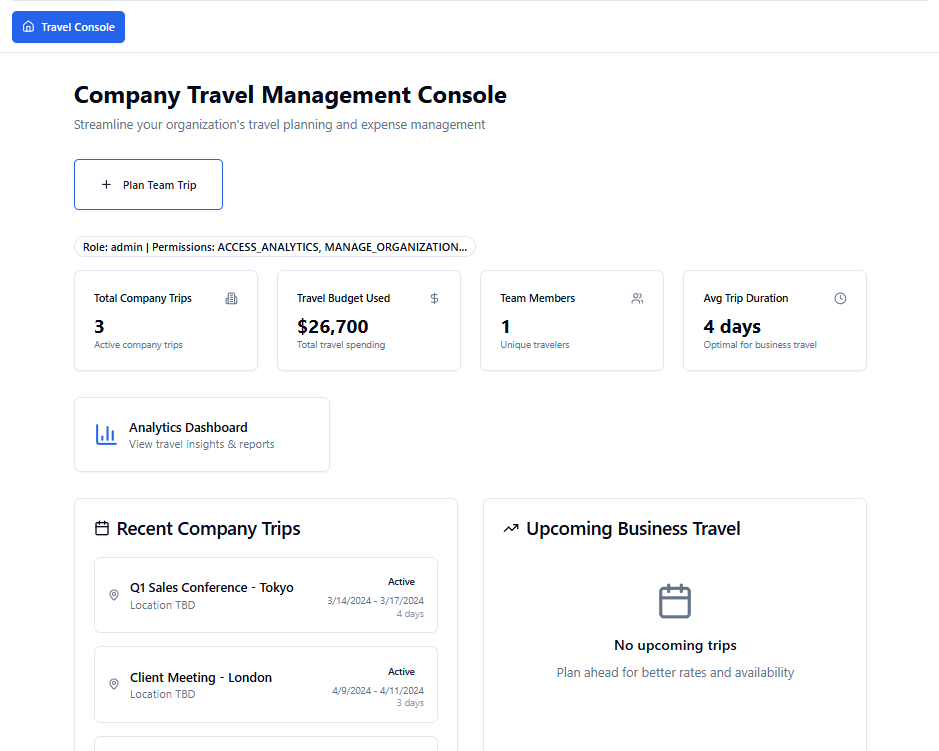 Travel Console
Company Travel Management Console
Streamline your organization's travel planning and expense management
Plan Team Trip
Role: admin | Permissions: ACCESS_ANALYTICS, MANAGE_ORGANIZATION...
Total Company Trips
3
Active company trips
Travel Budget Used
$26,700
Total travel spending
Team Members
1
Unique travelers
Avg Trip Duration
4 days
Optimal for business travel
Analytics Dashboard
View travel insights & reports
Recent Company Trips
Q1 Sales Conference - Tokyo
Location TBD
Active
3/14/2024 - 3/17/2024
4 days
Client Meeting - London
Location TBD
Active
4/9/2024 - 4/11/2024
3 days
Upcoming Business Travel
No upcoming trips
Plan ahead for better rates and availability